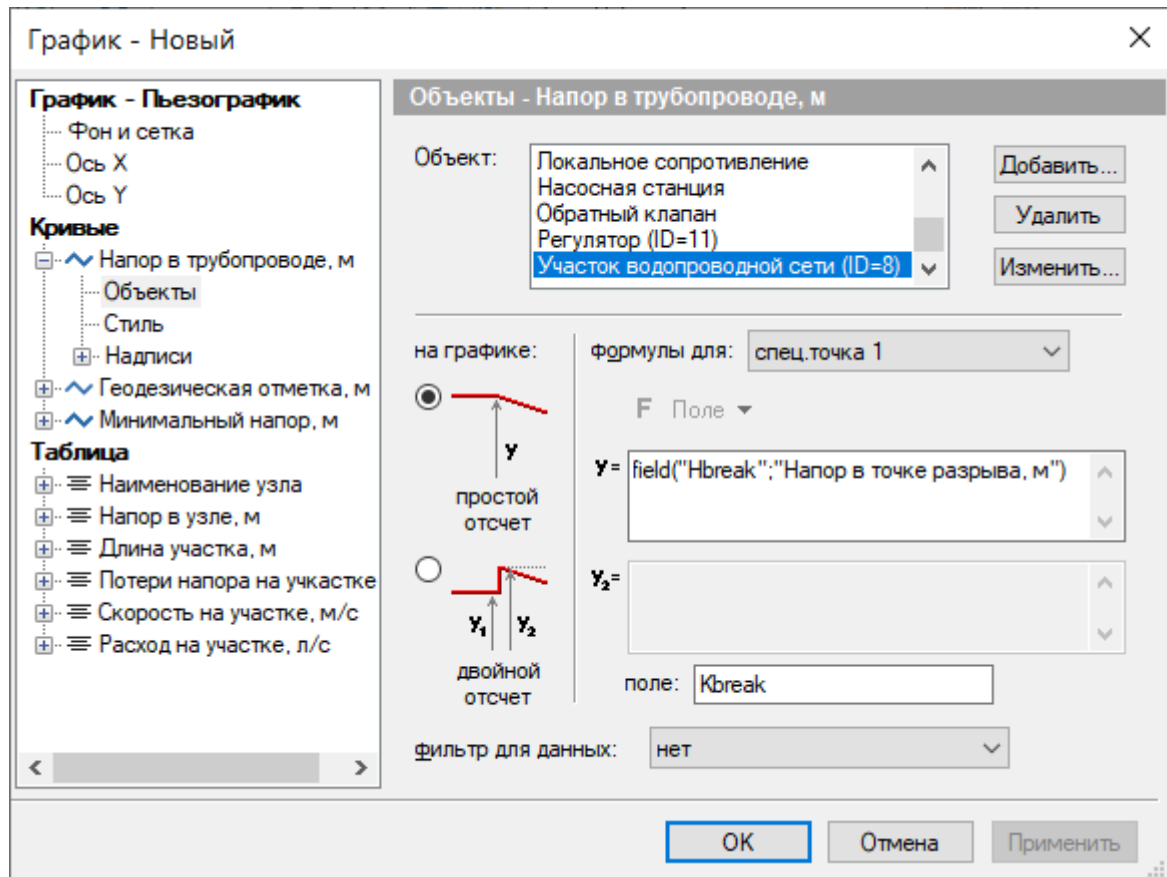 График - Новый
График - Пьезографик
Фон и сетка
Ось X
Ось Y
Кривые
Напор в трубопроводе, м
Объекты
Стиль
Надписи
Геодезическая отметка, м
Минимальный напор, м
Таблица
Наименование узла
Напор в узле, м
Длина участка, м
Потери напора на учкастке
Скорость на участке, м/с
Расход на участке, л/с
Объекты - Напор в трубопроводе, м
Объект:
Локальное сопротивление
Насосная станция
Обратный клапан
Регулятор (ID=11)
Участок водопроводной сети (ID=8)
Добавить...
Удалить
Изменить...
на графике:
y
простой
отсчет
y1 y2
двойной
отсчет
формулы для: спец.точка 1
F Поле
y= field("Hbreak";"Напор в точке разрыва, м")
y2=
поле: Kbreak
фильтр для данных: нет
OK Отмена Применить